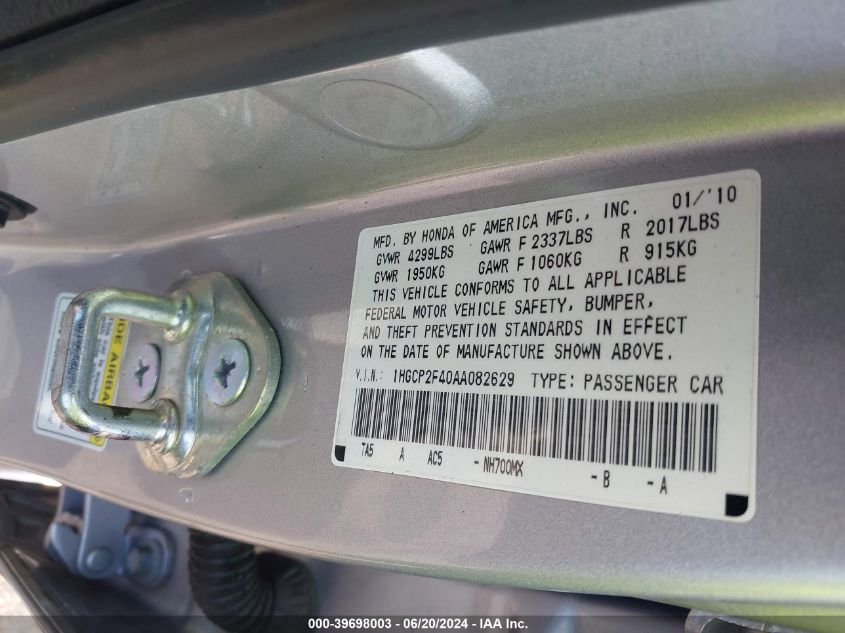 MFD. BY HONDA OF AMERICA MFG., INC. 01/'10
GVWR 4299LBS GAWR F 2337LBS R 2017LBS
GVWR 1950KG GAWR F 1060KG R 915KG
THIS VEHICLE CONFORMS TO ALL APPLICABLE
FEDERAL MOTOR VEHICLE SAFETY, BUMPER,
AND THEFT PREVENTION STANDARDS IN EFFECT
ON THE DATE OF MANUFACTURE SHOWN ABOVE.
V.I.N.: 1HGCP2F40AA082629 TYPE: PASSENGER CAR
TA5 A AC5 -NH700MX -B -A
IDE AIRBA
000-39698003 / 06/20/2024 / IAA Inc.